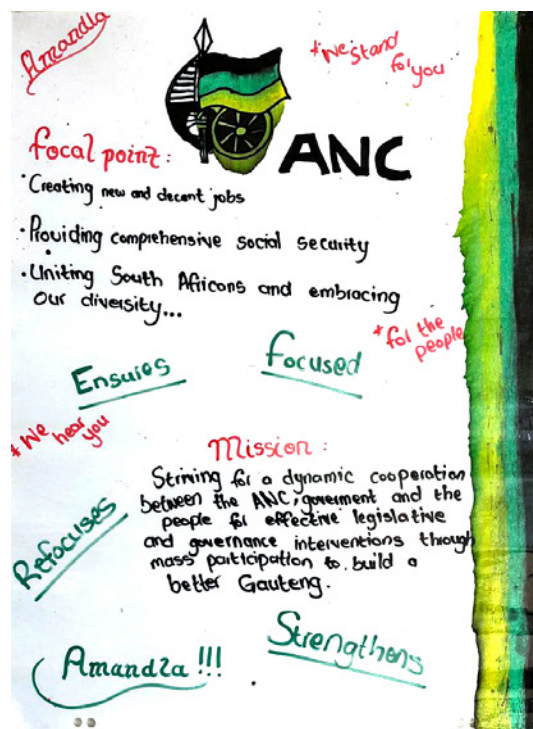 Amandla
+ We stand
for you
ANC
focal point :
· Creating new and decent jobs
· Providing comprehensive social security
· Uniting South Africans and embracing
our diversity...
+ for the
people
Ensures
focused
+ We
hear
you
Mission :
Striving for a dynamic cooperation
between the ANC, goverment and the
people for effective legislative
and governance interventions through
mass participation to build a
better Gauteng.
Refocuses
Strengthens
Amandla !!!